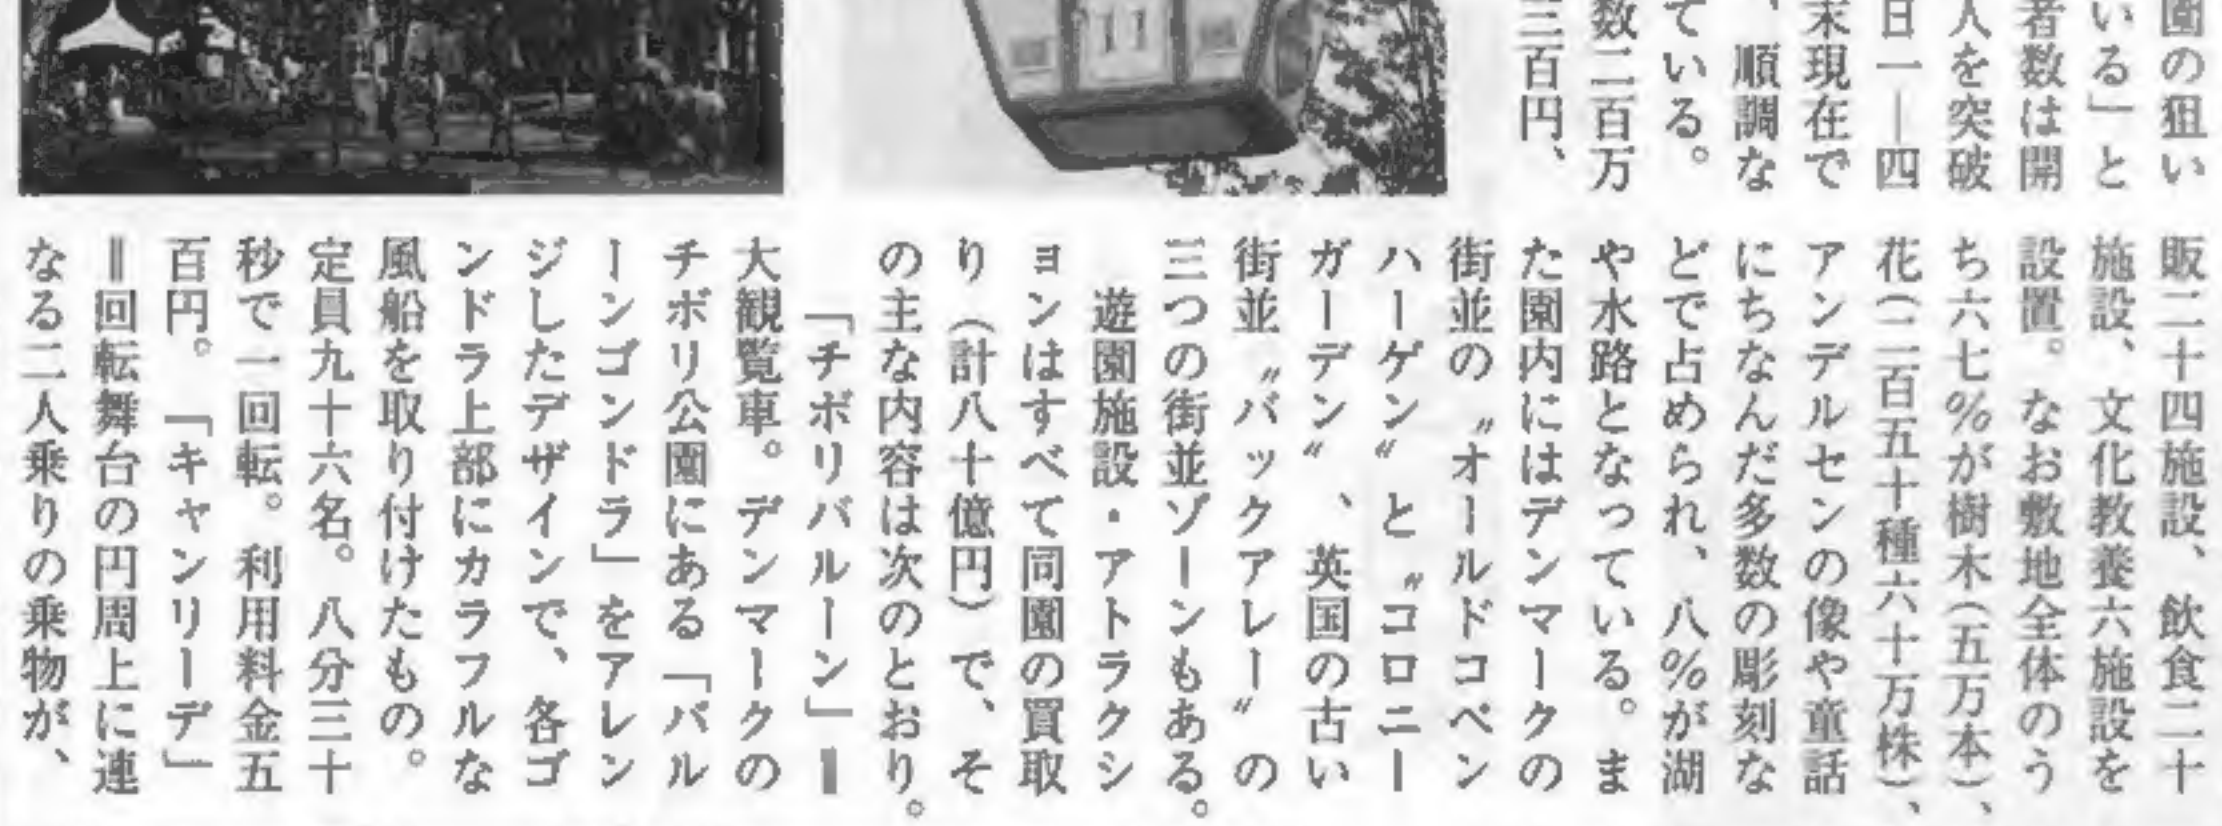 園の狙い
いる」と
者数は開
人を突破
日一―四
末現在で
、順調な
ている。
数二百万
三百円、
販二十四施設、飲食二十
施設、文化教養六施設を
設置。なお敷地全体のう
ち六七%が樹木(五万本)、
花(二百五十種六十万株)、
アンデルセンの像や童話
にちなんだ多数の彫刻な
どで占められ、八%が湖
や水路となっている。ま
た園内にはデンマークの
街並の〝オールドコペン
ハーゲン〟と〝コロニー
ガーデン〟、英国の古い
街並〝バックアレー〟の
三つの街並ゾーンもある。
遊園施設・アトラクシ
ョンはすべて同園の買取
り(計八十億円)で、そ
の主な内容は次のとおり。
「チボリバルーン」=
大観覧車。デンマークの
チボリ公園にある「バル
ーンゴンドラ」をアレン
ジしたデザインで、各ゴ
ンドラ上部にカラフルな
風船を取り付けたもの。
定員九十六名。八分三十
秒で一回転。利用料金五
百円。「キャンリーデ」
=回転舞台の円周上に連
なる二人乗りの乗物が、
11